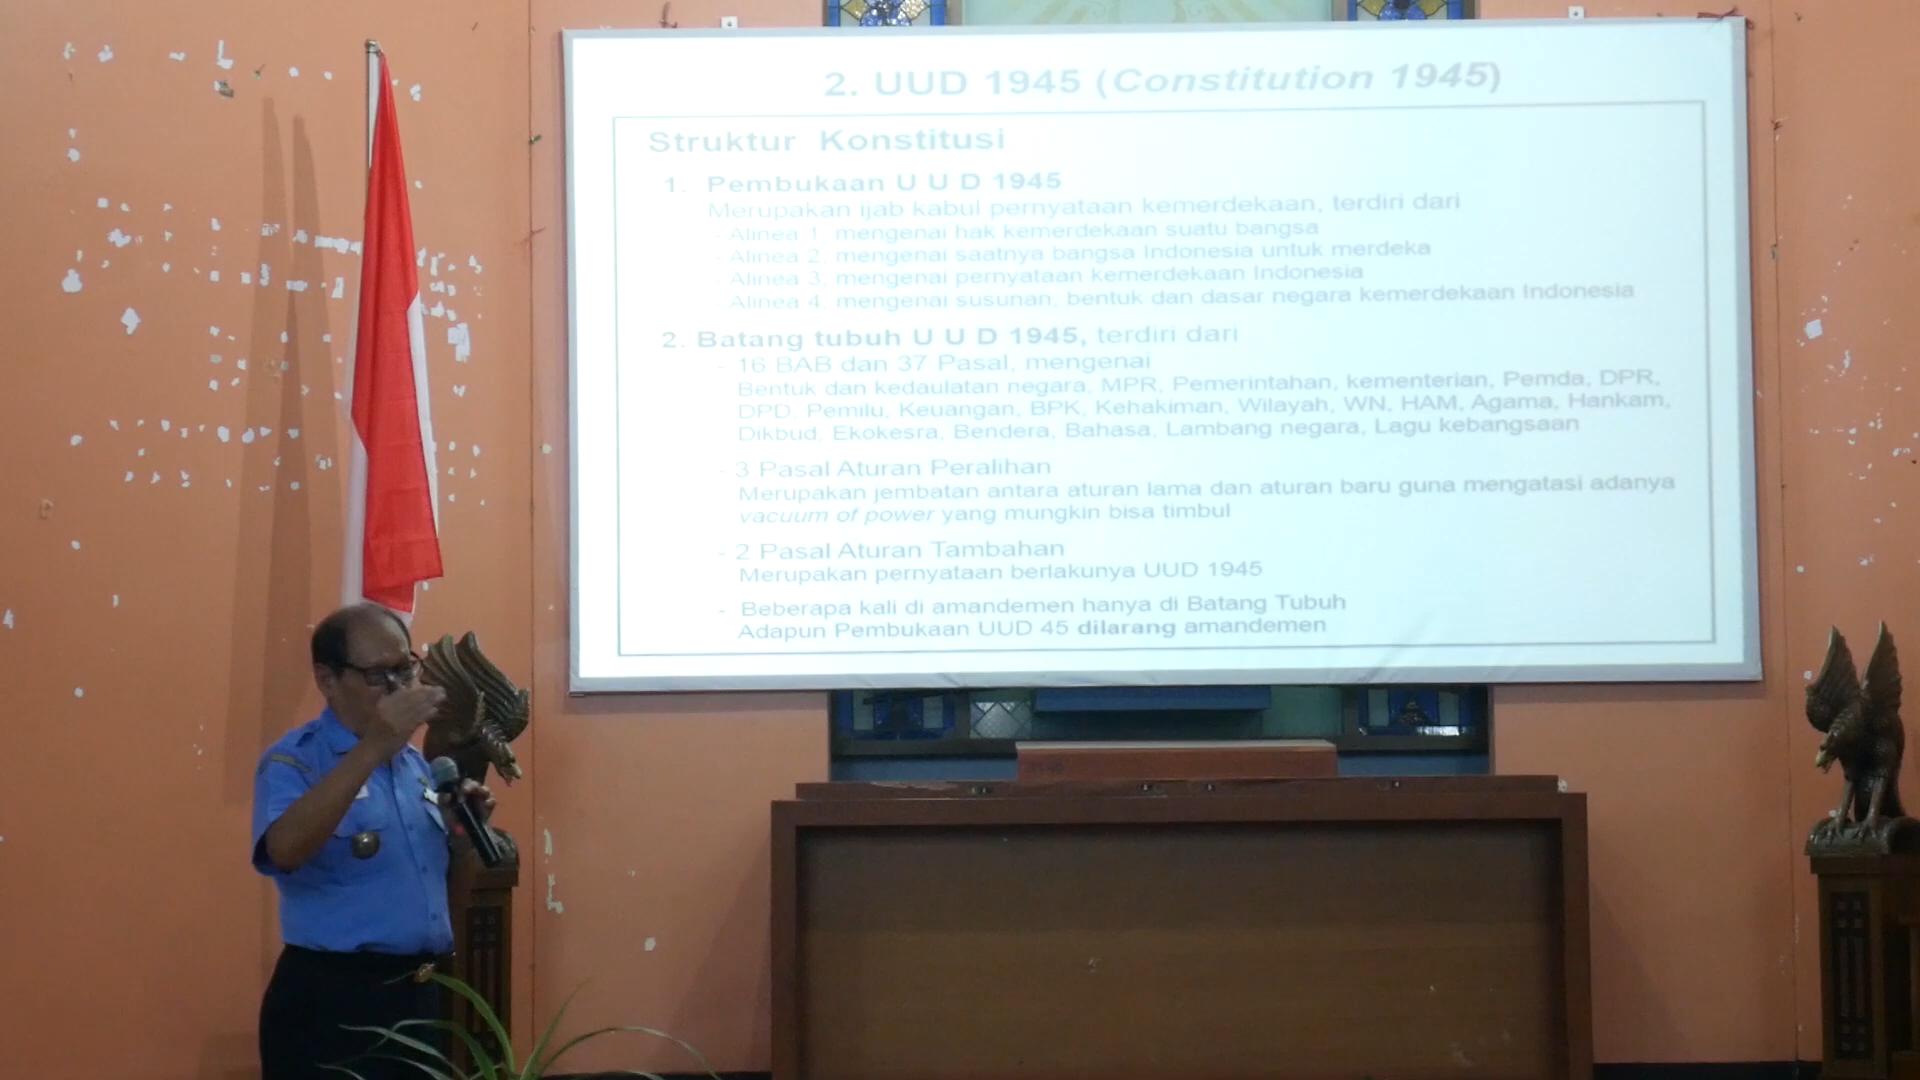 2. UUD 1945 (Constitution 1945)
Struktur Konstitusi
1. Pembukaan U U D 1945
Merupakan ijab kabul pernyataan kemerdekaan, terdiri dari
- Alinea 1, mengenai hak kemerdekaan suatu bangsa
- Alinea 2, mengenai saatnya bangsa Indonesia untuk merdeka
- Alinea 3, mengenai pernyataan kemerdekaan Indonesia
- Alinea 4, mengenai susunan, bentuk dan dasar negara kemerdekaan Indonesia
2. Batang tubuh U U D 1945, terdiri dari
- 16 BAB dan 37 Pasal, mengenai
Bentuk dan kedaulatan negara, MPR, Pemerintahan, kementerian, Pemda, DPR,
DPD, Pemilu, Keuangan, BPK, Kehakiman, Wilayah, WN, HAM, Agama, Hankam,
Dikbud, Ekokesra, Bendera, Bahasa, Lambang negara, Lagu kebangsaan
- 3 Pasal Aturan Peralihan
Merupakan jembatan antara aturan lama dan aturan baru guna mengatasi adanya
vacuum of power yang mungkin bisa timbul
- 2 Pasal Aturan Tambahan
Merupakan pernyataan berlakunya UUD 1945
- Beberapa kali di amandemen hanya di Batang Tubuh
Adapun Pembukaan UUD 45 dilarang amandemen